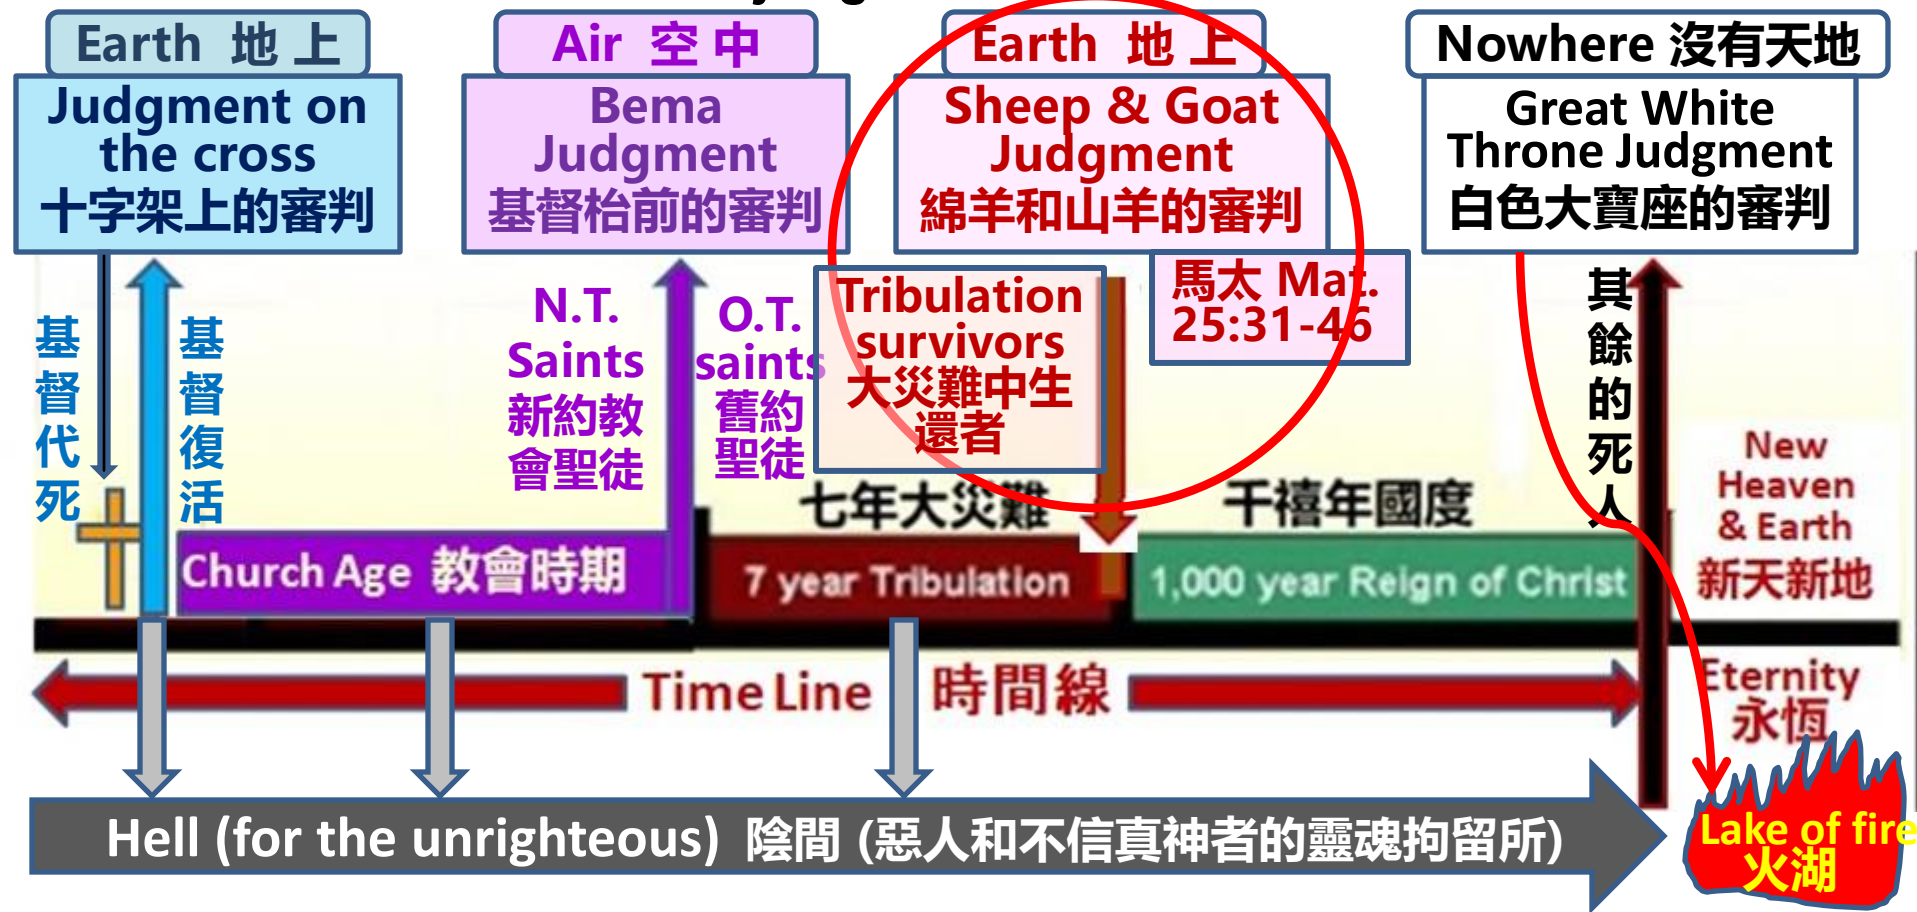 Earth 地 上
Judgment on
the cross
十字架上的審判
Air 空 中
Bema
Judgment
基督枱前的審判
Earth 地 上
Sheep & Goat
Judgment
綿羊和山羊的審判
Nowhere 沒有天地
Great White
Throne Judgment
白色大寶座的審判
基督代死
基督復活
N.T.
Saints
新約教
會聖徒
O.T.
saints
舊約
聖徒
Tribulation
survivors
大災難中生
還者
馬太 Mat.
25:31-46
其餘的死人
七年大災難
千禧年國度
Church Age 教會時期
7 year Tribulation
1,000 year Reign of Christ
New
Heaven
& Earth
新天新地
Time Line 時間線
Eternity
永恆
Hell (for the unrighteous) 陰間 (惡人和不信真神者的靈魂拘留所)
Lake of fire
火湖